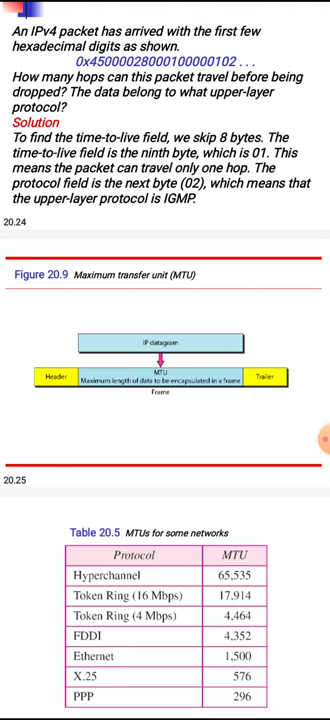 An IPv4 packet has arrived with the first few
hexadecimal digits as shown.
0x45000028000100000102 . . .
How many hops can this packet travel before being
dropped? The data belong to what upper-layer
protocol?
Solution
To find the time-to-live field, we skip 8 bytes. The
time-to-live field is the ninth byte, which is 01. This
means the packet can travel only one hop. The
protocol field is the next byte (02), which means that
the upper-layer protocol is IGMP.
20.24
Figure 20.9 Maximum transfer unit (MTU)
IP datagram
Header
MTU
Maximum length of data to be encapsulated in a frame
Trailer
Frame
20.25
Table 20.5 MTUs for some networks
Protocol MTU
Hyperchannel 65,535
Token Ring (16 Mbps) 17,914
Token Ring (4 Mbps) 4,464
FDDI 4,352
Ethernet 1,500
X.25 576
PPP 296